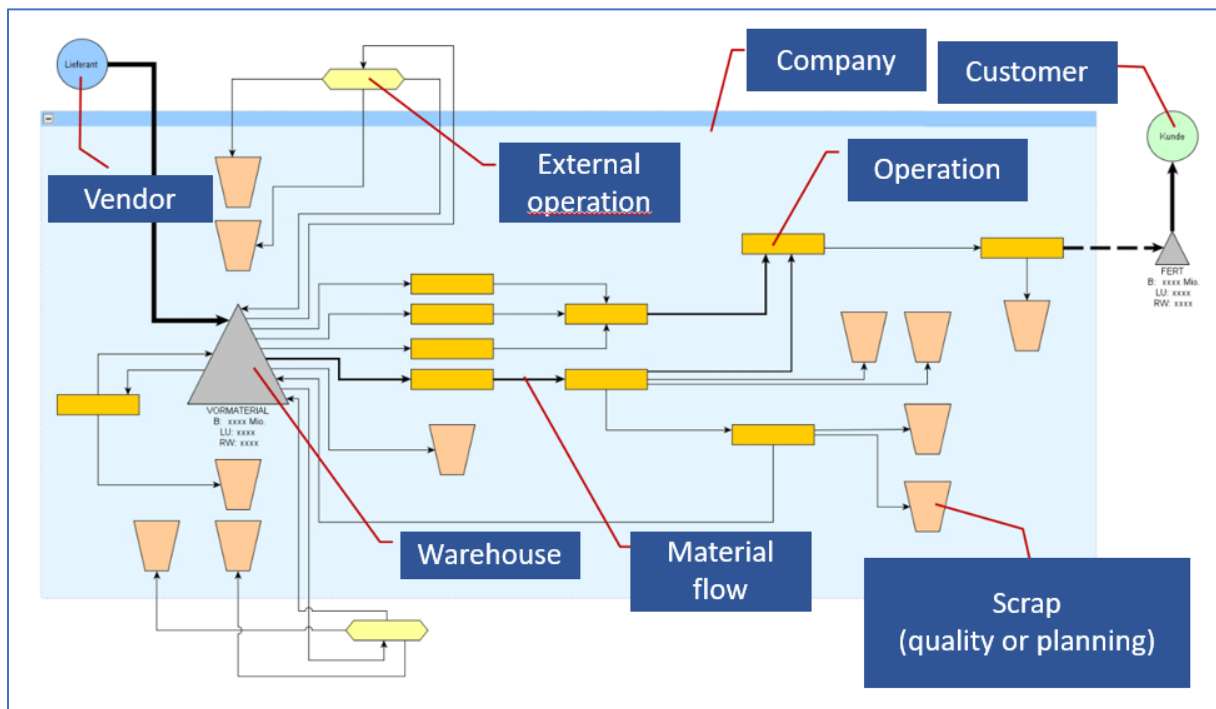 Lieferant
Company
Customer
Kunde
Vendor
External
operation
Operation
FERT
B: xxxx Mio.
LU: xxxx
RW: xxxx
VORMATERIAL
B: xxxx Mio.
LU: xxxx
RW: xxxx
Warehouse
Material
flow
Scrap
(quality or planning)